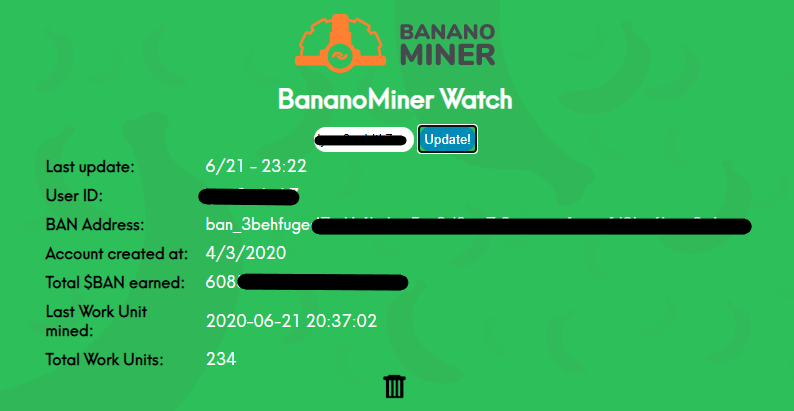 BANANO
MINER
BananoMiner Watch
Update!
Last update: 6/21 - 23:22
User ID:
BAN Address: ban_3behfuge
Account created at: 4/3/2020
Total $BAN earned: 608
Last Work Unit
mined: 2020-06-21 20:37:02
Total Work Units: 234